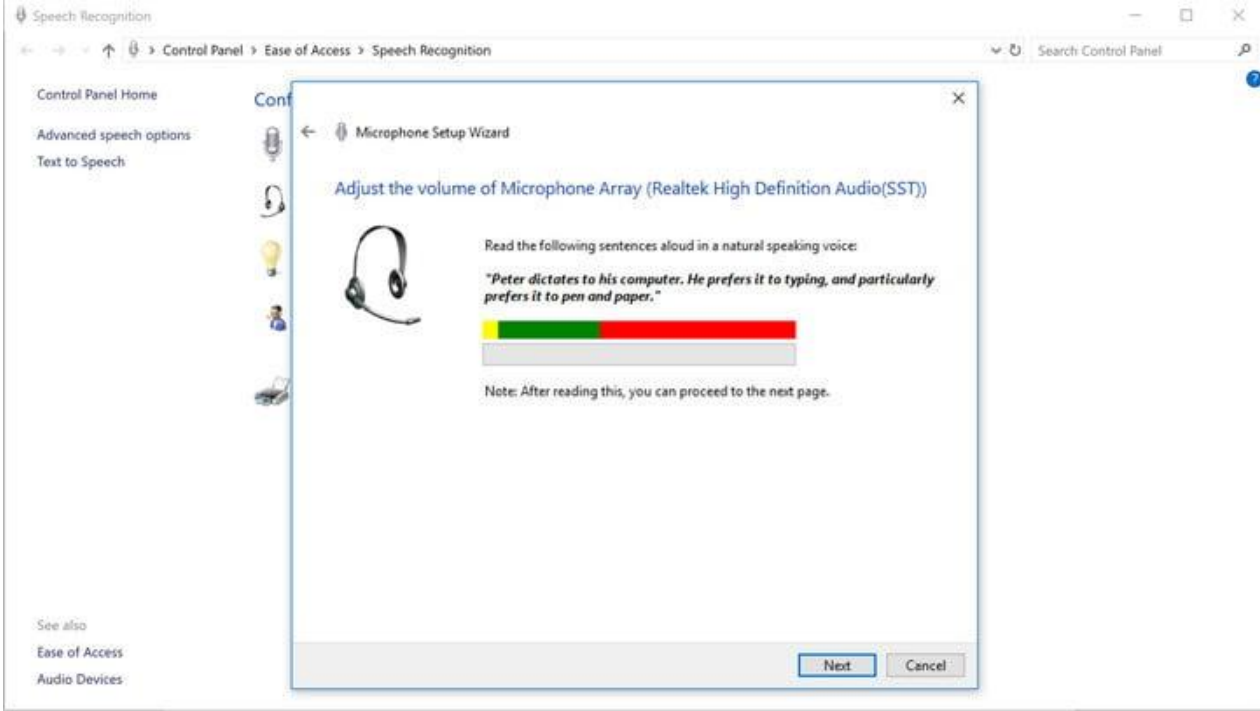 Speech Recognition
Control Panel > Ease of Access > Speech Recognition
Search Control Panel
?
Control Panel Home
Advanced speech options
Text to Speech
Conf
Microphone Setup Wizard
Adjust the volume of Microphone Array (Realtek High Definition Audio(SST))
Read the following sentences aloud in a natural speaking voice:
"Peter dictates to his computer. He prefers it to typing, and particularly
prefers it to pen and paper."
Note: After reading this, you can proceed to the next page.
See also
Ease of Access
Audio Devices
Next
Cancel